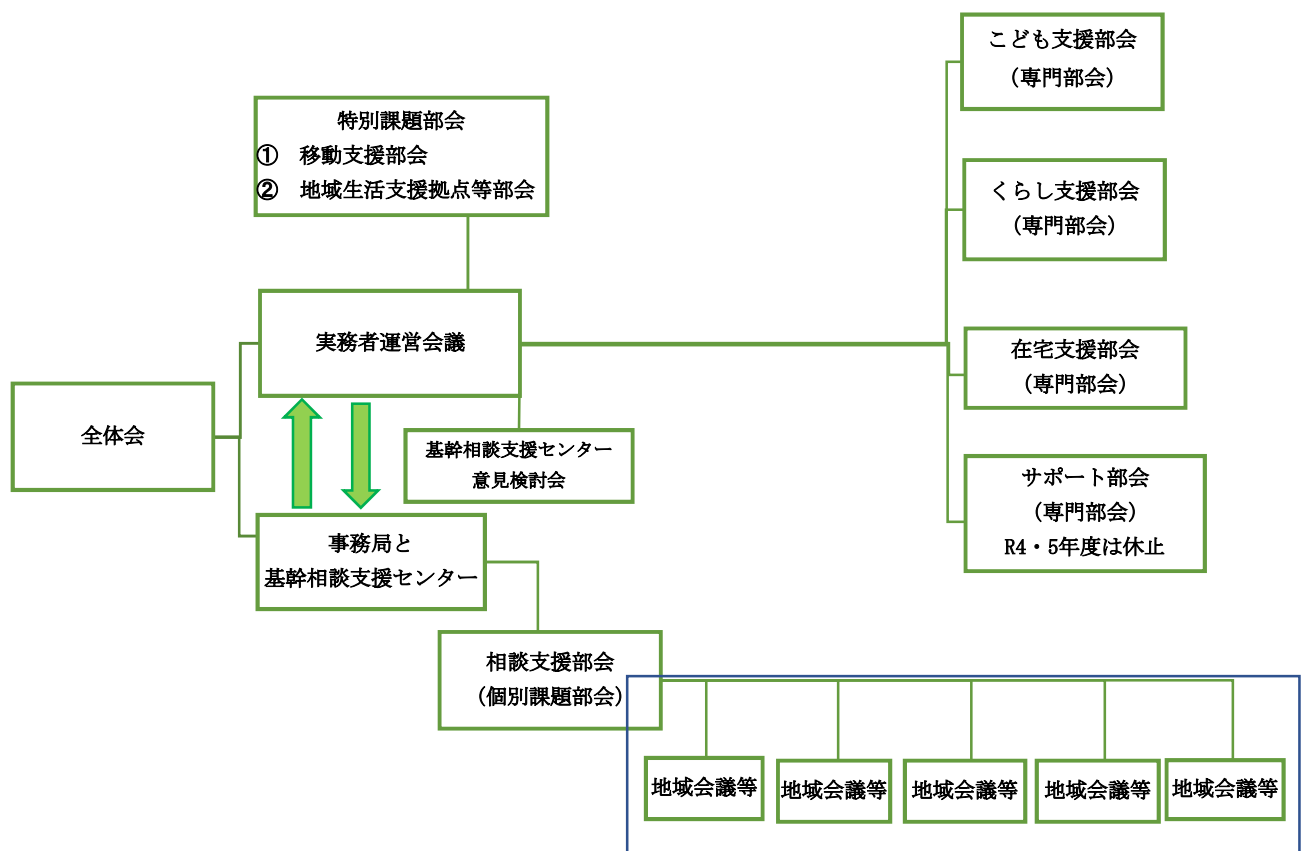 こども支援部会
(専門部会)
特別課題部会
① 移動支援部会
② 地域生活支援拠点等部会
くらし支援部会
(専門部会)
実務者運営会議
在宅支援部会
(専門部会)
全体会
基幹相談支援センター
意見検討会
サポート部会
(専門部会)
R4・5年度は休止
事務局と
基幹相談支援センター
相談支援部会
(個別課題部会)
地域会議等
地域会議等
地域会議等
地域会議等
地域会議等